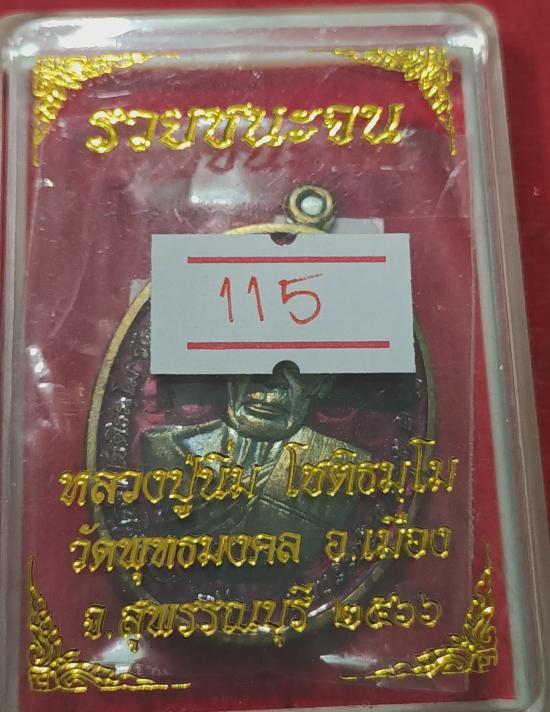 รวยชนะจน
115
หลวงปู่นิ่ม โชติธมฺโม
วัดพุทธมงคล อ.เมือง
จ.สุพรรณบุรี ๒๕๖๖